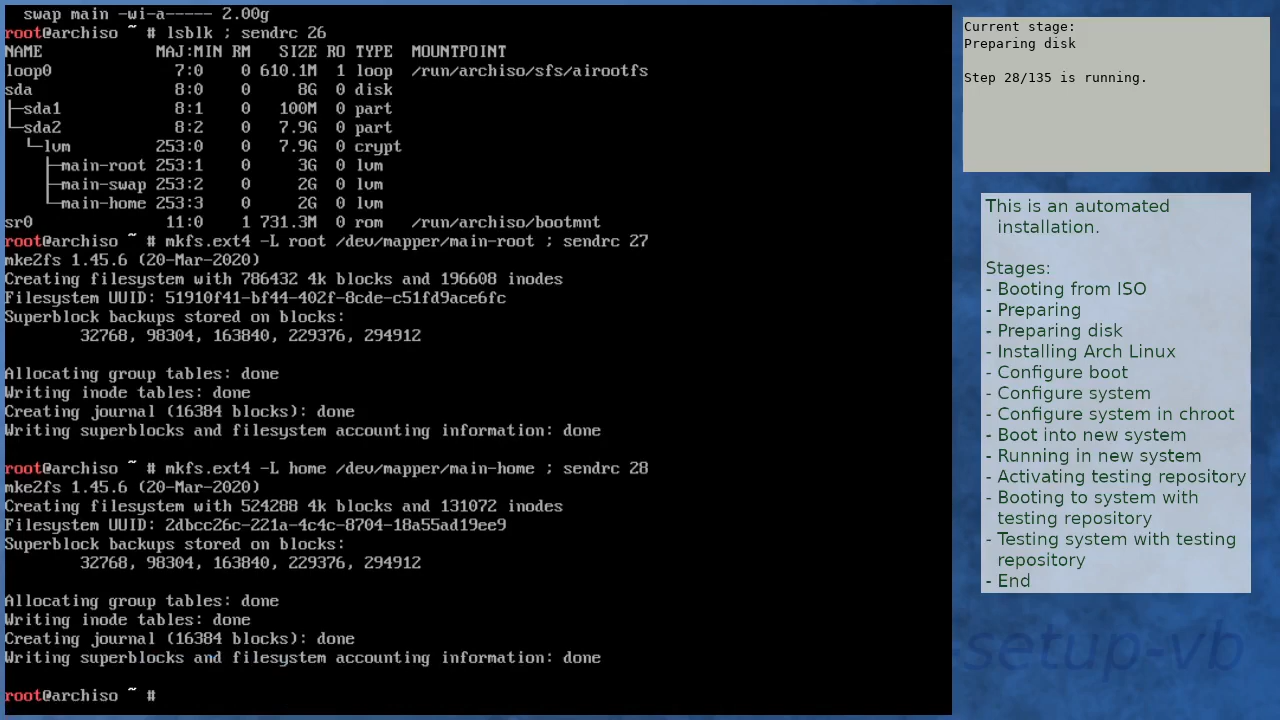 swap main -wi-a----- 2.00g
root@archiso ~ # lsblk ; sendrc 26
NAME              MAJ:MIN RM   SIZE RO TYPE  MOUNTPOINT
loop0               7:0    0 610.1M  1 loop  /run/archiso/sfs/airootfs
sda                 8:0    0     8G  0 disk
├─sda1              8:1    0   100M  0 part
└─sda2              8:2    0   7.9G  0 part
  └─lvm           253:0    0   7.9G  0 crypt
    ├─main-root 253:1    0     3G  0 lvm
    ├─main-swap 253:2    0     2G  0 lvm
    └─main-home 253:3    0     2G  0 lvm
sr0                11:0    1 731.3M  0 rom   /run/archiso/bootmnt
root@archiso ~ # mkfs.ext4 -L root /dev/mapper/main-root ; sendrc 27
mke2fs 1.45.6 (20-Mar-2020)
Creating filesystem with 786432 4k blocks and 196608 inodes
Filesystem UUID: 51910f41-bf44-402f-8cde-c51fd9ace6fc
Superblock backups stored on blocks:
        32768, 98304, 163840, 229376, 294912

Allocating group tables: done
Writing inode tables: done
Creating journal (16384 blocks): done
Writing superblocks and filesystem accounting information: done

root@archiso ~ # mkfs.ext4 -L home /dev/mapper/main-home ; sendrc 28
mke2fs 1.45.6 (20-Mar-2020)
Creating filesystem with 524288 4k blocks and 131072 inodes
Filesystem UUID: 2dbcc26c-221a-4c4c-8704-18a55ad19ee9
Superblock backups stored on blocks:
        32768, 98304, 163840, 229376, 294912

Allocating group tables: done
Writing inode tables: done
Creating journal (16384 blocks): done
Writing superblocks and filesystem accounting information: done

root@archiso ~ #
Current stage:
Preparing disk

Step 28/135 is running.
This is an automated
installation.

Stages:
- Booting from ISO
- Preparing
- Preparing disk
- Installing Arch Linux
- Configure boot
- Configure system
- Configure system in chroot
- Boot into new system
- Running in new system
- Activating testing repository
- Booting to system with
testing repository
- Testing system with testing
repository
- End
setup-vb